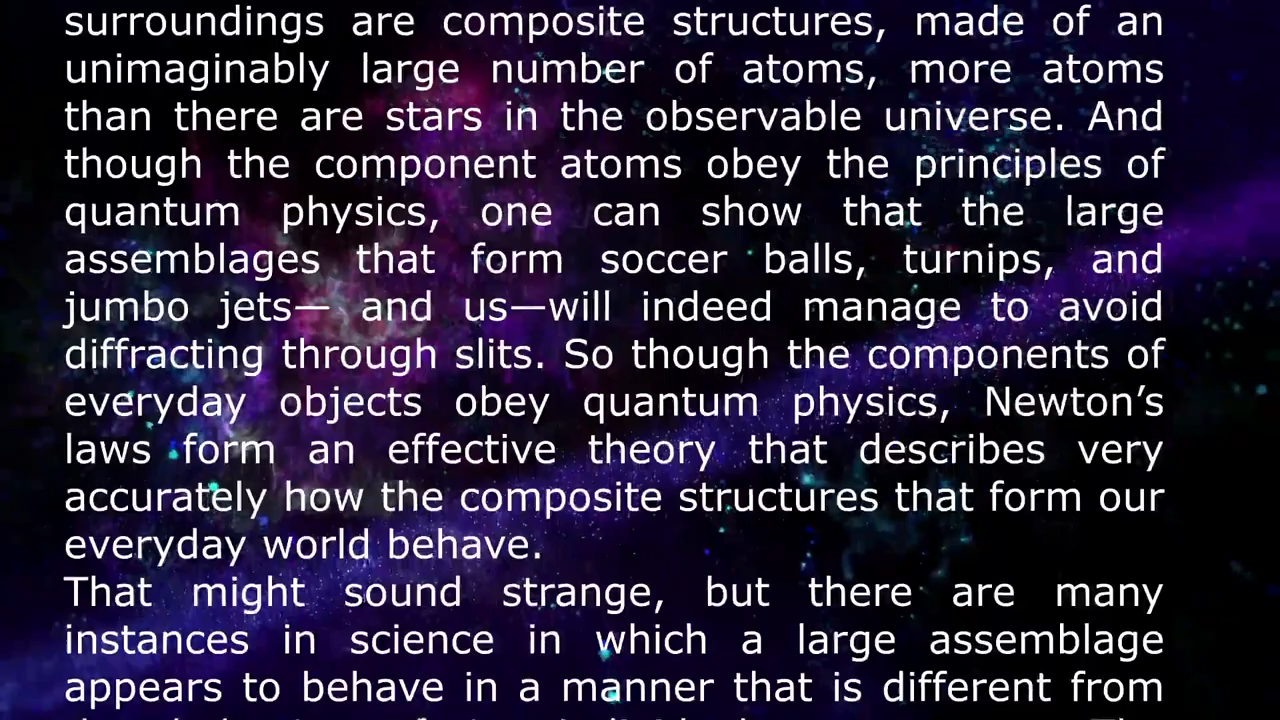 surroundings are composite structures, made of an
unimaginably large number of atoms, more atoms
than there are stars in the observable universe. And
though the component atoms obey the principles of
quantum physics, one can show that the large
assemblages that form soccer balls, turnips, and
jumbo jets— and us—will indeed manage to avoid
diffracting through slits. So though the components of
everyday objects obey quantum physics, Newton’s
laws form an effective theory that describes very
accurately how the composite structures that form our
everyday world behave.
That might sound strange, but there are many
instances in science in which a large assemblage
appears to behave in a manner that is different from